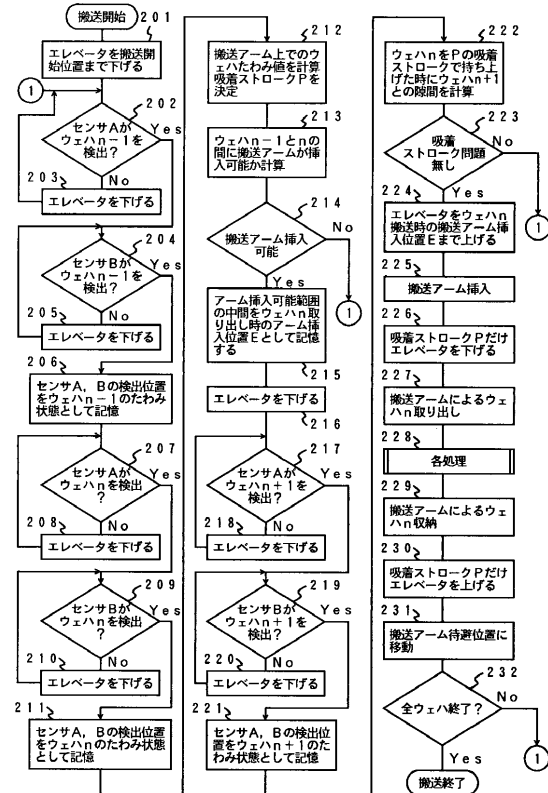 搬送開始
201
エレベータを搬送開
始位置まで下げる
1
202
センサAが
ウェハn-1を
検出?
Yes
No
203
エレベータを下げる
204
センサBが
ウェハn-1を
検出?
Yes
No
205
エレベータを下げる
206
センサA,Bの検出位置
をウェハn-1のたわみ
状態として記憶
207
センサAが
ウェハnを検出
?
Yes
No
208
エレベータを下げる
209
センサBが
ウェハnを検出
?
Yes
No
210
エレベータを下げる
211
センサA,Bの検出位置
をウェハnのたわみ状態
として記憶
212
搬送アーム上でのウ
ェハたわみ値を計算
吸着ストロークPを
決定
213
ウェハn-1とnの
間に搬送アームが挿
入可能か計算
214
搬送アーム挿入
可能
No
Yes
1
アーム挿入可能範囲
の中間をウェハn取
り出し時のアーム挿
入位置Eとして記憶
する
215
エレベータを下げる
216
217
センサAが
ウェハn+1を
検出?
Yes
No
218
エレベータを下げる
219
センサBが
ウェハn+1を
検出?
Yes
No
220
エレベータを下げる
221
センサA,Bの検出位
置をウェハn+1のた
わみ状態として記憶
222
ウェハnをPの吸着
ストロークで持ち上
げた時にウェハn+1
との隙間を計算
223
吸着
ストローク問題
無し
No
Yes
1
224
エレベータをウェハn
搬送時の搬送アーム挿
入位置Eまで上げる
225
搬送アーム挿入
226
吸着ストロークPだけ
エレベータを下げる
227
搬送アームによるウェ
ハn取り出し
228
各処理
229
搬送アームによるウェ
ハn収納
230
吸着ストロークPだけ
エレベータを上げる
231
搬送アーム待避位置に
移動
232
全ウェハ終了?
No
Yes
1
搬送終了